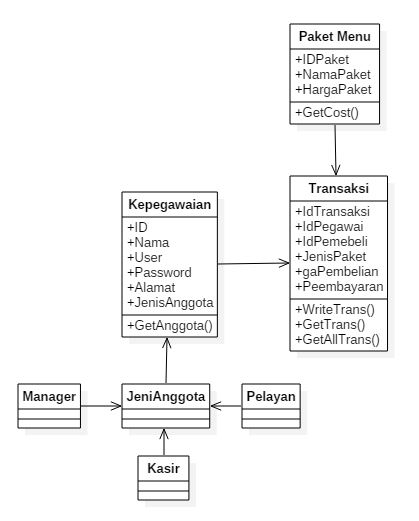 Paket Menu
+IDPaket
+NamaPaket
+HargaPaket
+GetCost()
Transaksi
+IdTransaksi
+IdPegawai
+IdPemebeli
+JenisPaket
+gaPembelian
+Peembayaran
+WriteTrans()
+GetTrans()
+GetAllTrans()
Kepegawaian
+ID
+Nama
+User
+Password
+Alamat
+JenisAnggota
+GetAnggota()
Manager
JeniAnggota
Pelayan
Kasir